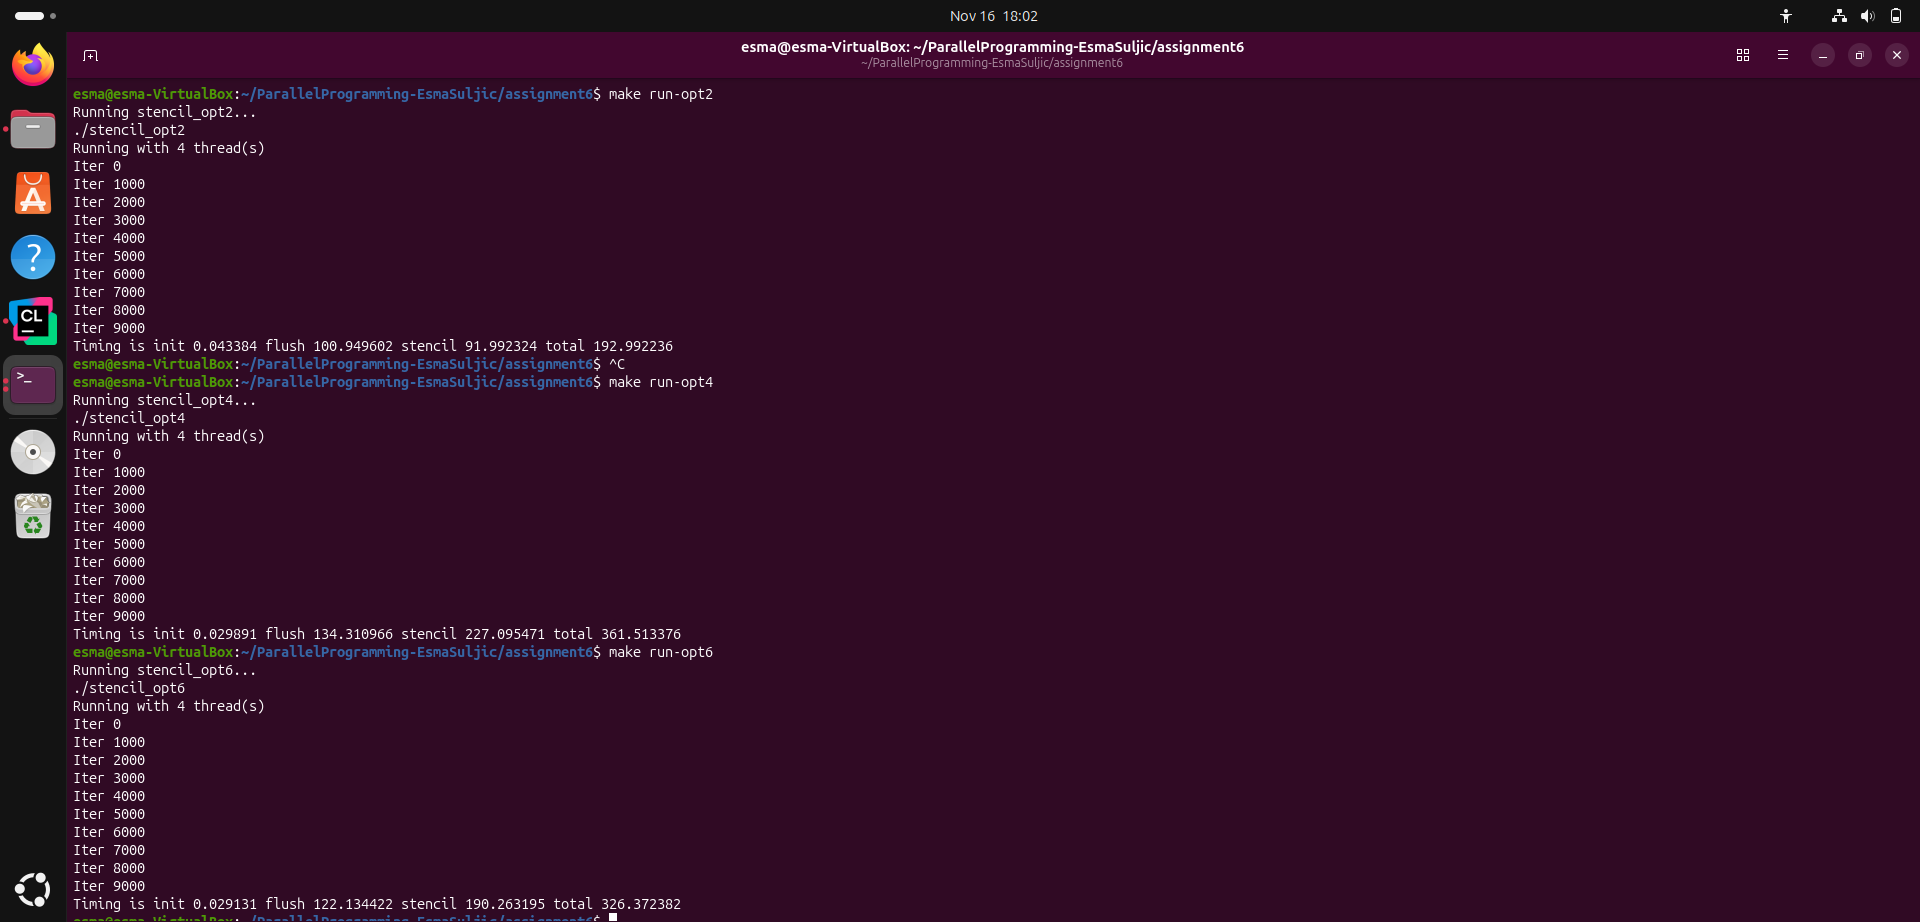 Nov 16 18:02
esma@esma-VirtualBox: ~/ParallelProgramming-EsmaSuljic/assignment6
~/ParallelProgramming-EsmaSuljic/assignment6
esma@esma-VirtualBox:~/ParallelProgramming-EsmaSuljic/assignment6$ make run-opt2
Running stencil_opt2...
./stencil_opt2
Running with 4 thread(s)
Iter 0
Iter 1000
Iter 2000
Iter 3000
Iter 4000
Iter 5000
Iter 6000
Iter 7000
Iter 8000
Iter 9000
Timing is init 0.043384 flush 100.949602 stencil 91.992324 total 192.992236
esma@esma-VirtualBox:~/ParallelProgramming-EsmaSuljic/assignment6$ ^C
esma@esma-VirtualBox:~/ParallelProgramming-EsmaSuljic/assignment6$ make run-opt4
Running stencil_opt4...
./stencil_opt4
Running with 4 thread(s)
Iter 0
Iter 1000
Iter 2000
Iter 3000
Iter 4000
Iter 5000
Iter 6000
Iter 7000
Iter 8000
Iter 9000
Timing is init 0.029891 flush 134.310966 stencil 227.095471 total 361.513376
esma@esma-VirtualBox:~/ParallelProgramming-EsmaSuljic/assignment6$ make run-opt6
Running stencil_opt6...
./stencil_opt6
Running with 4 thread(s)
Iter 0
Iter 1000
Iter 2000
Iter 3000
Iter 4000
Iter 5000
Iter 6000
Iter 7000
Iter 8000
Iter 9000
Timing is init 0.029131 flush 122.134422 stencil 190.263195 total 326.372382
esma@esma-VirtualBox:~/ParallelProgramming-EsmaSuljic/assignment6$
CL